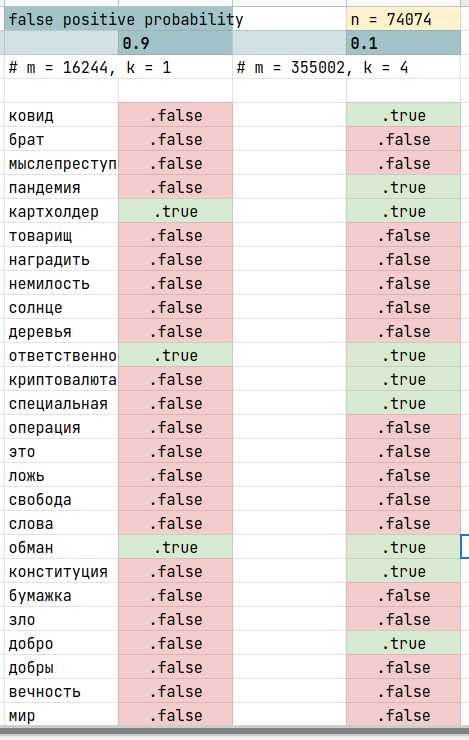 false positive probability n = 74074
0.9 0.1
# m = 16244, k = 1 # m = 355002, k = 4
ковид .false .true
брат .false .false
мыслепреступ .false .false
пандемия .false .true
картхолдер .true .true
товарищ .false .false
наградить .false .false
немилость .false .false
солнце .false .false
деревья .false .false
ответственно .true .true
криптовалюта .false .true
специальная .false .true
операция .false .false
это .false .false
ложь .false .false
свобода .false .false
слова .false .false
обман .true .true
конституция .false .true
бумажка .false .false
зло .false .false
добро .false .true
добры .false .false
вечность .false .false
мир .false .false